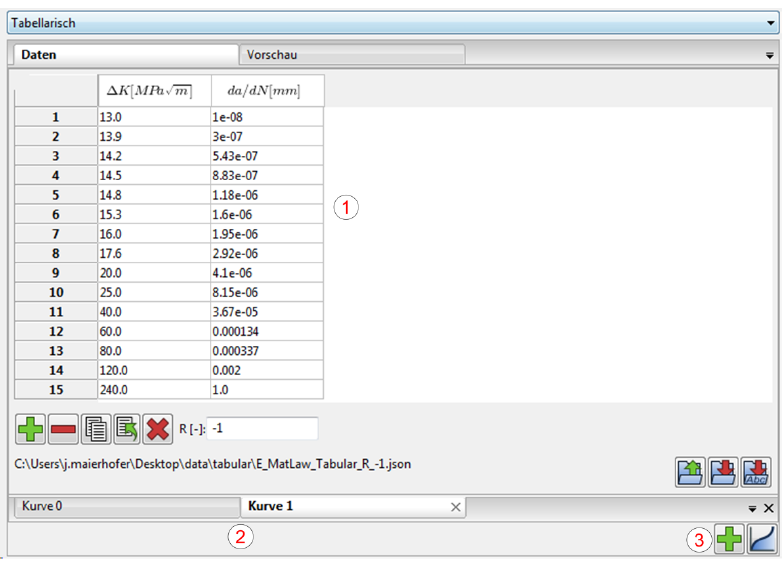 Tabellarisch
Daten Vorschau
ΔK[MPa√m] da/dN[mm]
1 13.0 1e-08
2 13.9 3e-07
3 14.2 5.43e-07
4 14.5 8.83e-07
5 14.8 1.18e-06
6 15.3 1.6e-06
7 16.0 1.95e-06
8 17.6 2.92e-06
9 20.0 4.1e-06
10 25.0 8.15e-06
11 40.0 3.67e-05
12 60.0 0.000134
13 80.0 0.000337
14 120.0 0.002
15 240.0 1.0
1
R [-]: -1
C:\Users\j.maierhofer\Desktop\data\tabular\E_MatLaw_Tabular_R_-1.json
Abc
Kurve 0 Kurve 1
2
3